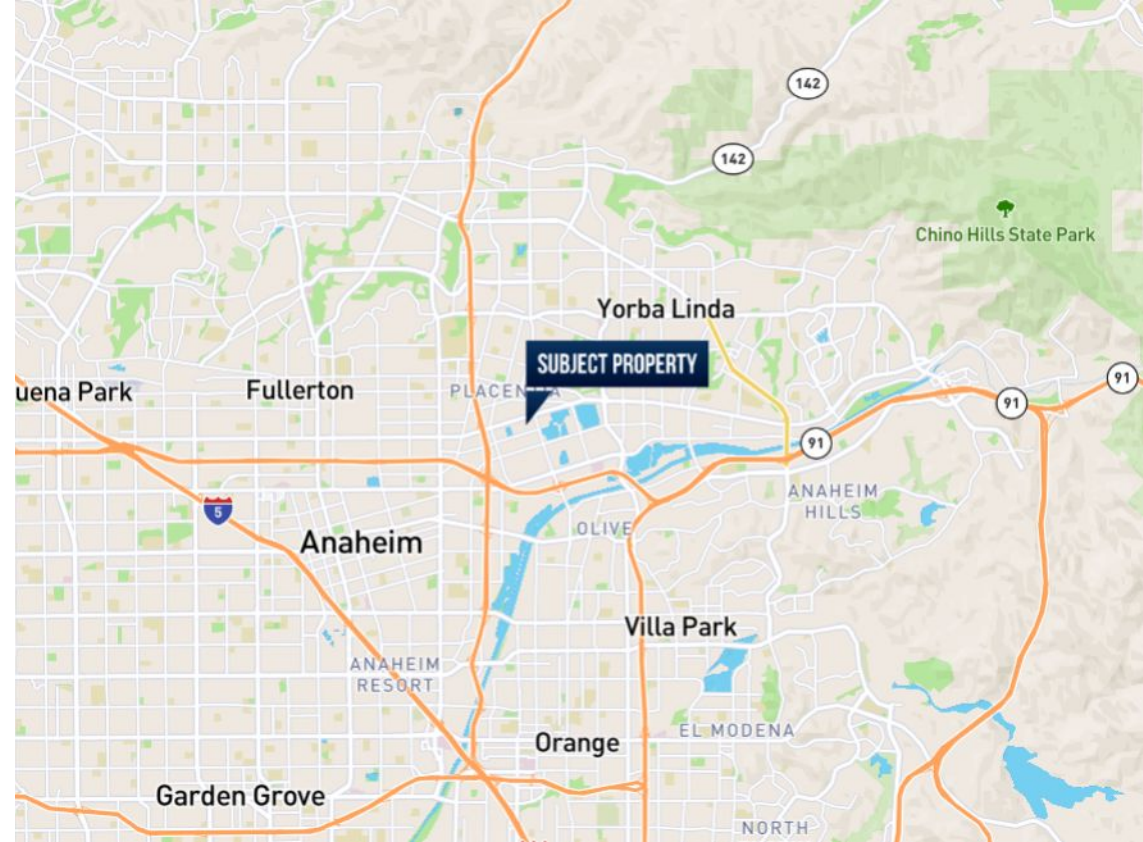 142
142
Chino Hills State Park
Yorba Linda
SUBJECT PROPERTY
91
uena Park
Fullerton
91
91
5
ANAHEIM
HILLS
Anaheim
OLIVE
Villa Park
ANAHEIM
RESORT
EL MODENA
Orange
Garden Grove
NORTH